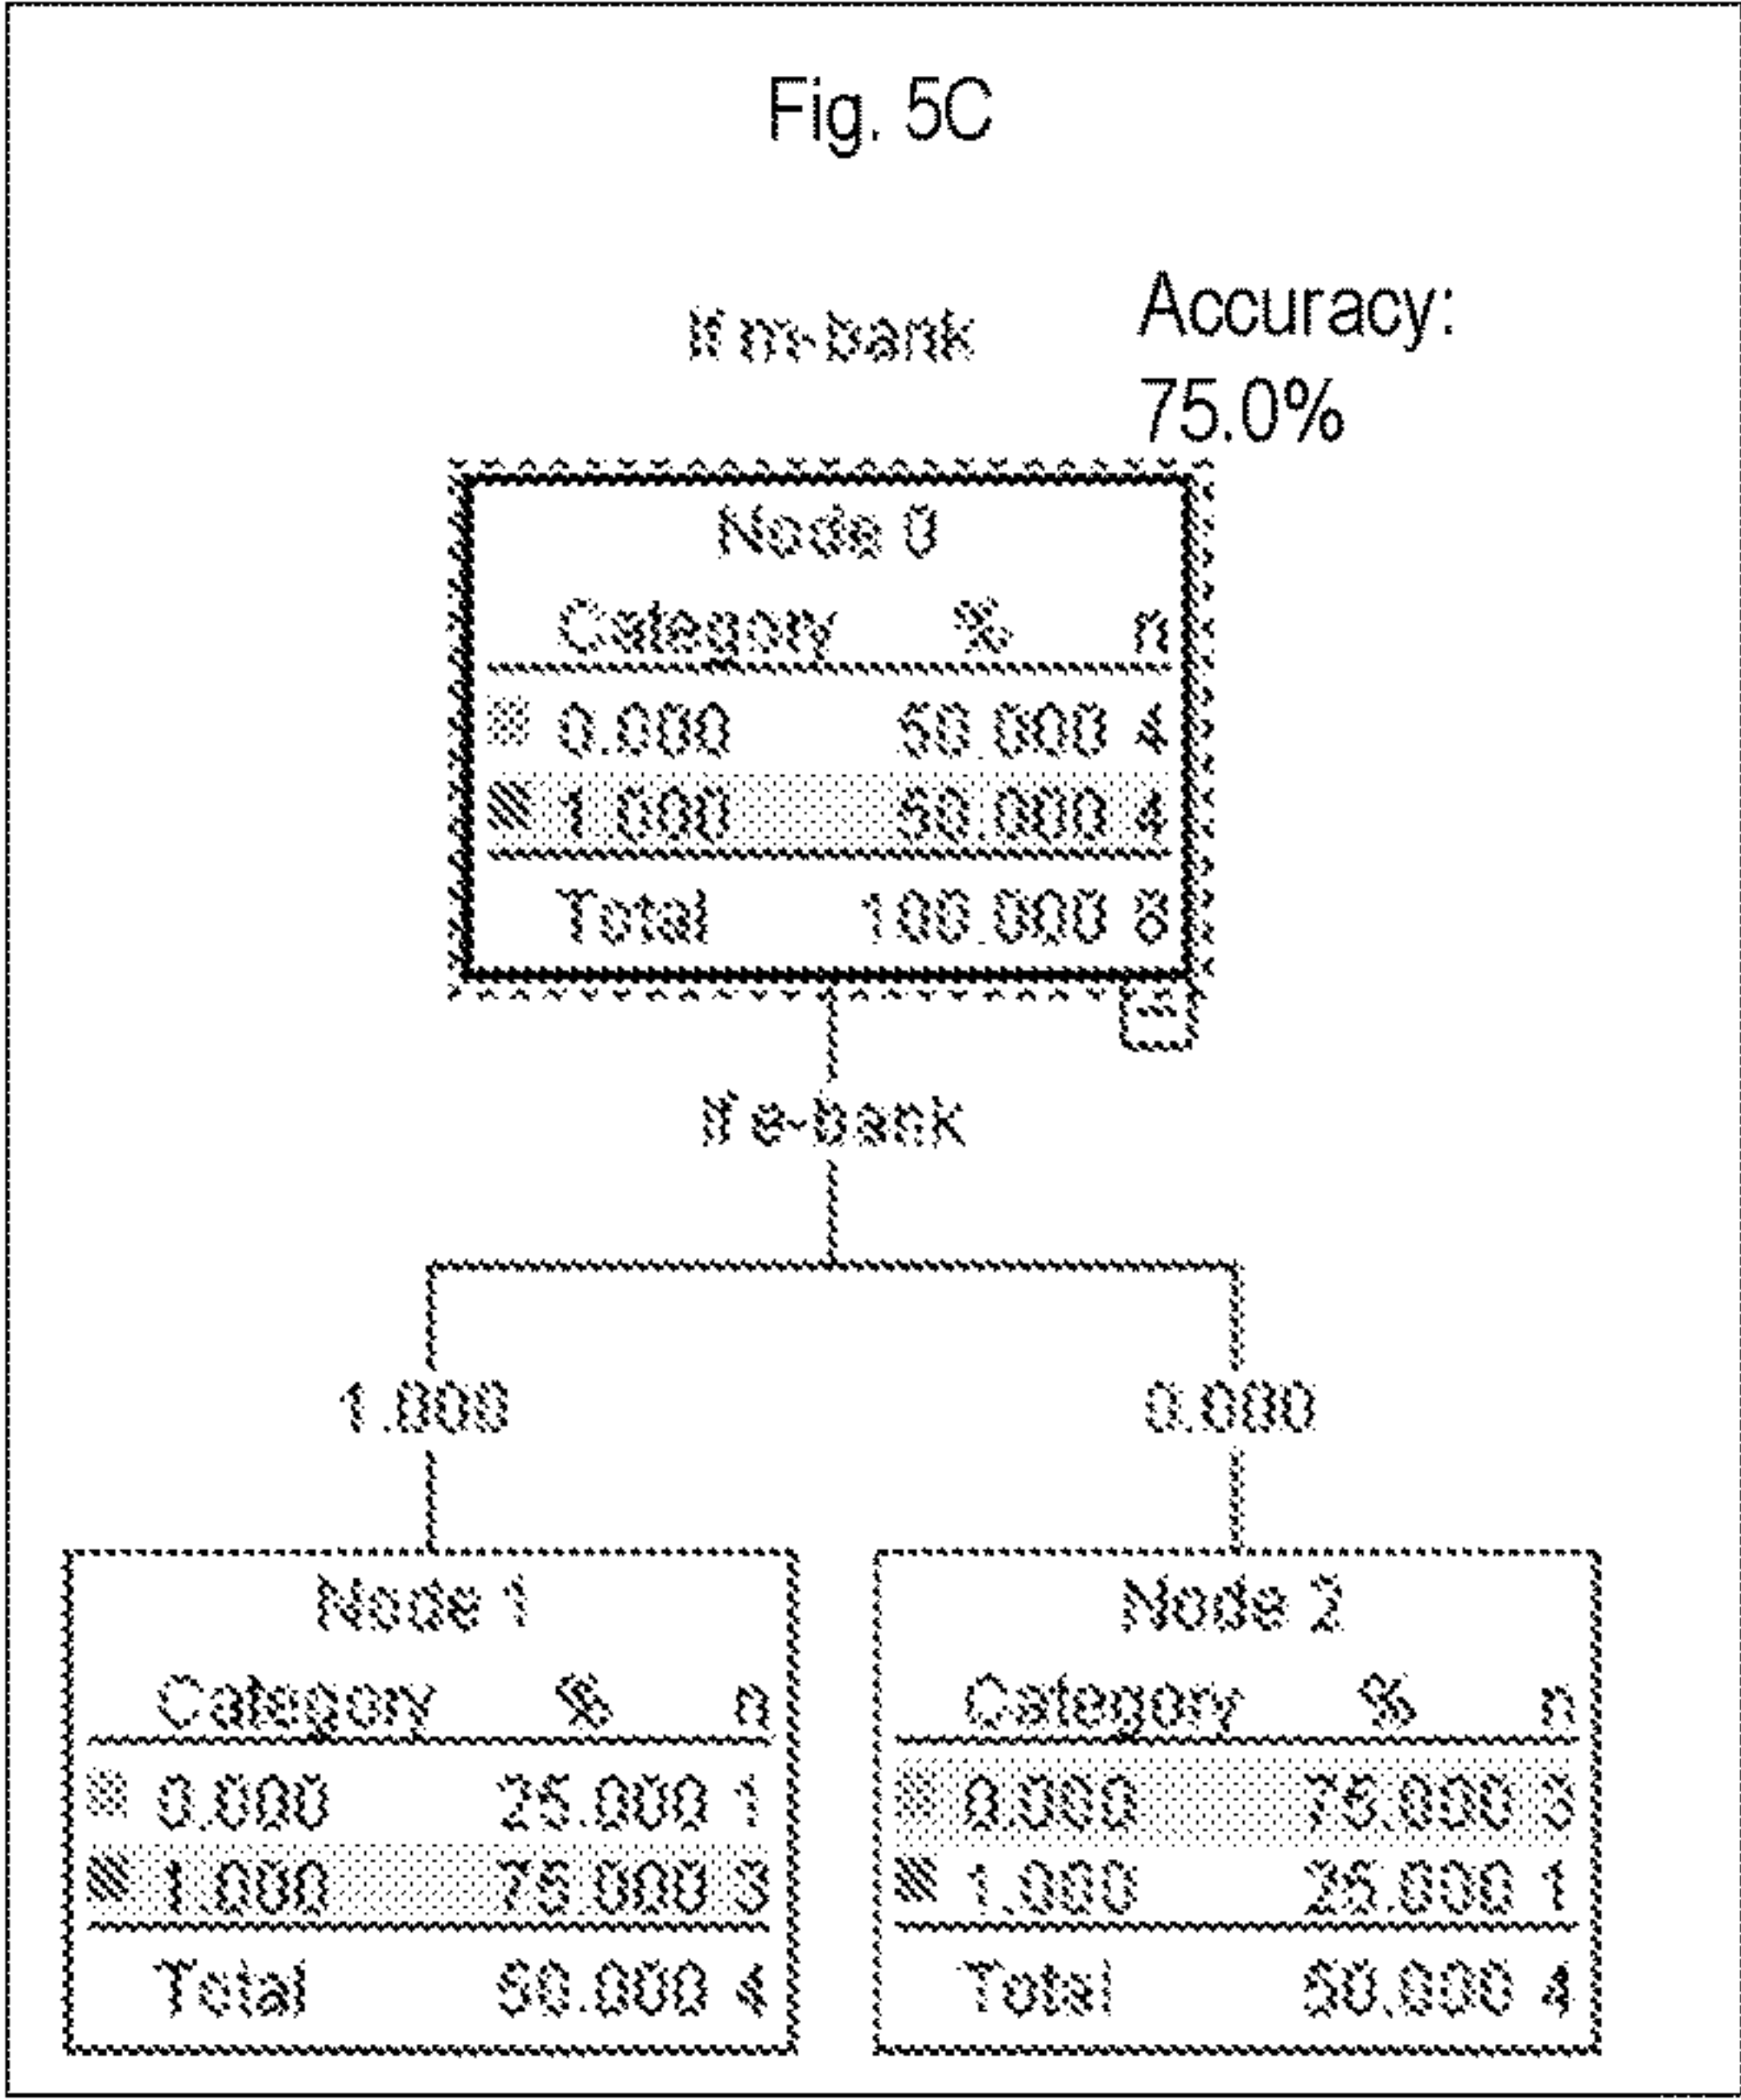 Fig. 5C
If m-bank
Accuracy:
75.0%
Node 0
Category % n
0.000 50.000 4
1.000 50.000 4
Total 100.000 8
If e-bank
1.000
0.000
Node 1
Category % n
0.000 25.000 1
1.000 75.000 3
Total 50.000 4
Node 2
Category % n
0.000 75.000 3
1.000 25.000 1
Total 50.000 4